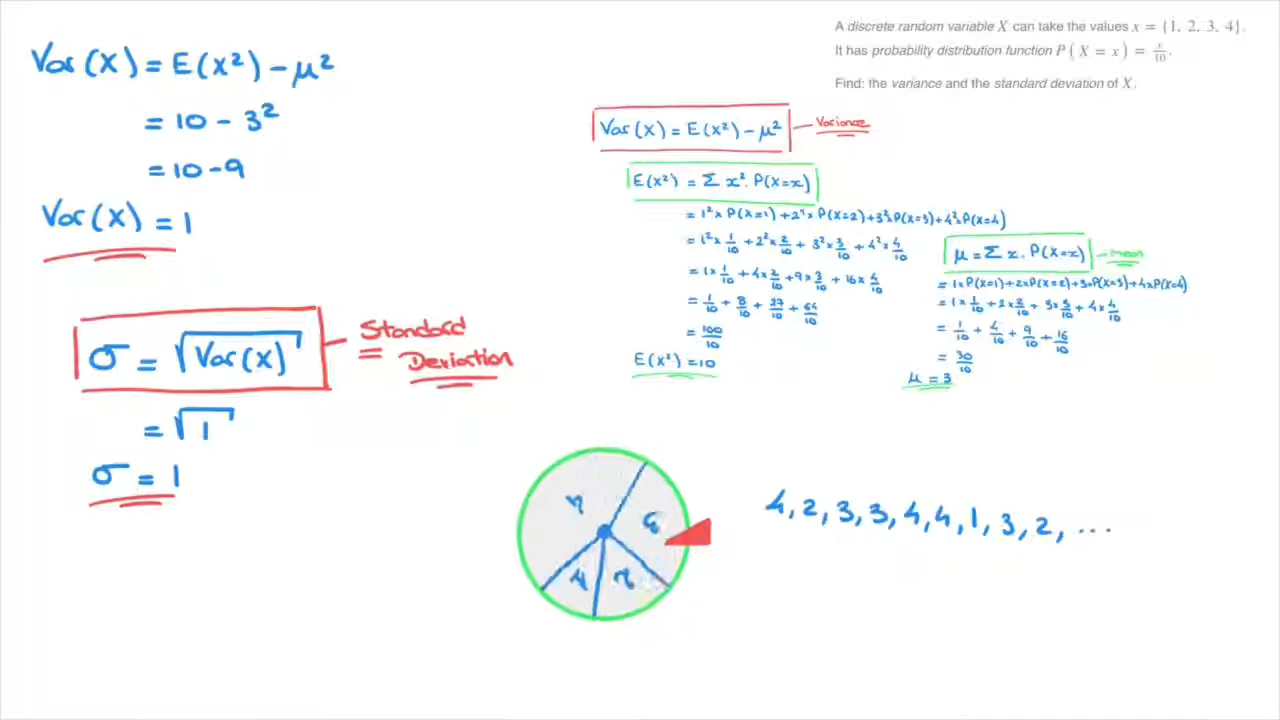 A discrete random variable X can take the values x = {1, 2, 3, 4}.
It has probability distribution function P(X = x) = x/10.
Find: the variance and the standard deviation of X.
Var(X) = E(X²) - μ²
= 10 - 3²
= 10 - 9
Var(X) = 1
σ = √Var(X)
Standard
Deviation
= √1
σ = 1
Var(X) = E(X²) - μ²
Variance
E(X²) = Σ x². P(X=x)
= 1² × P(X=1) + 2² × P(X=2) + 3² × P(X=3) + 4² × P(X=4)
= 1² × 1/10 + 2² × 2/10 + 3² × 3/10 + 4² × 4/10
= 1 × 1/10 + 4 × 2/10 + 9 × 3/10 + 16 × 4/10
= 1/10 + 8/10 + 27/10 + 64/10
= 100/10
E(X²) = 10
μ = Σ x. P(X=x)
Mean
= 1 × P(X=1) + 2 × P(X=2) + 3 × P(X=3) + 4 × P(X=4)
= 1 × 1/10 + 2 × 2/10 + 3 × 3/10 + 4 × 4/10
= 1/10 + 4/10 + 9/10 + 16/10
= 30/10
μ = 3
3
4, 2, 3, 3, 4, 4, 1, 3, 2, ...